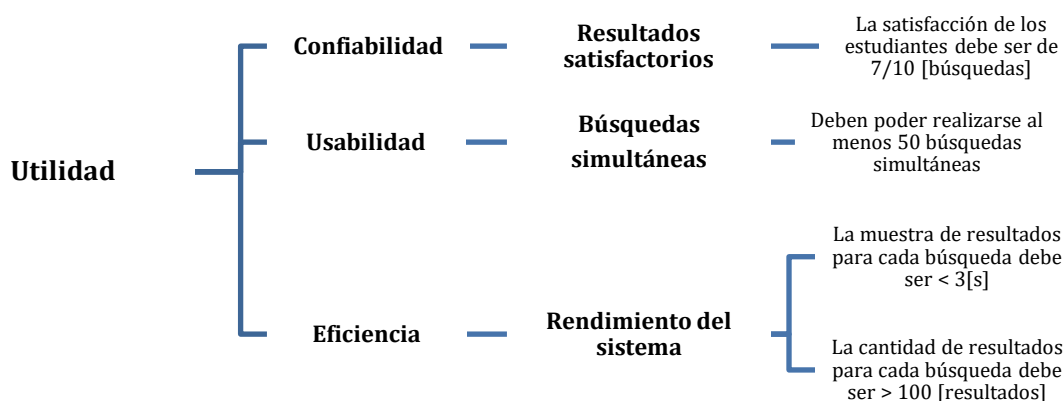 Utilidad
Confiabilidad
Resultados
satisfactorios
La satisfacción de los
estudiantes debe ser de
7/10 [búsquedas]
Usabilidad
Búsquedas
simultáneas
Deben poder realizarse al
menos 50 búsquedas
simultáneas
Eficiencia
Rendimiento del
sistema
La muestra de resultados
para cada búsqueda debe
ser < 3[s]
La cantidad de resultados
para cada búsqueda debe
ser > 100 [resultados]